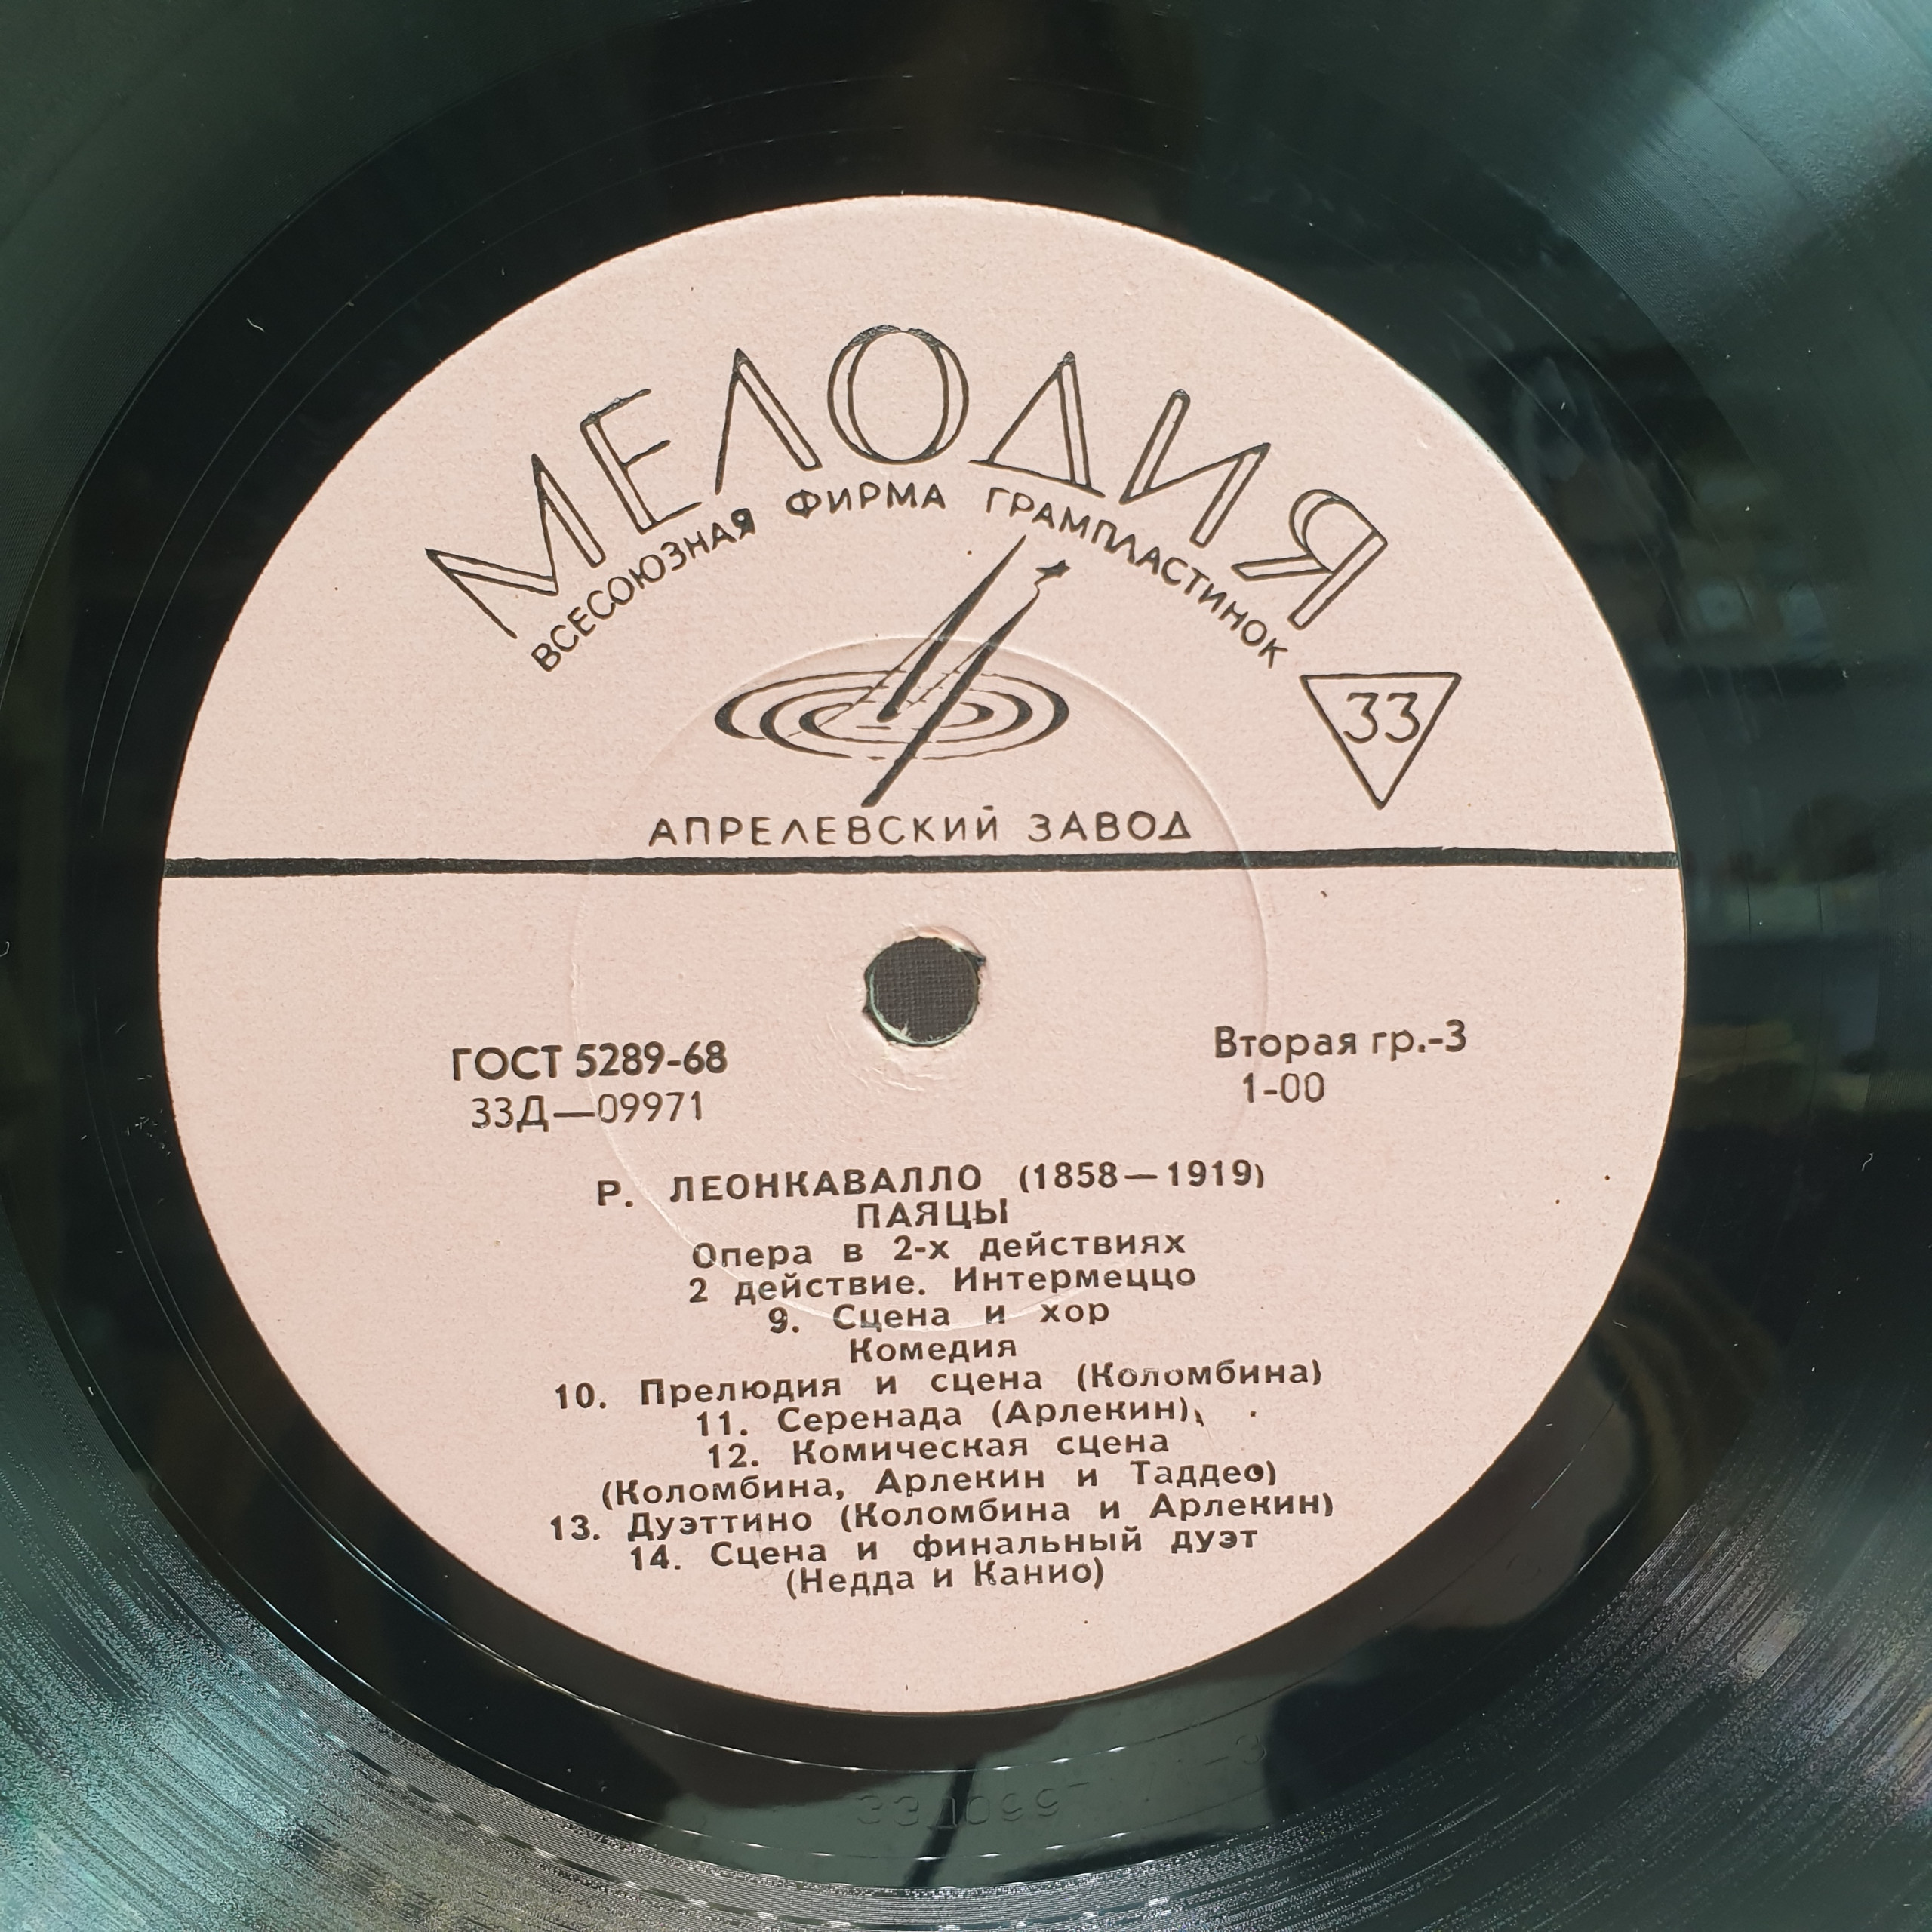 МЕЛОДИЯ
ВСЕСОЮЗНАЯ ФИРМА ГРАМПЛАСТИНОК
33
АПРЕЛЕВСКИЙ ЗАВОД
ГОСТ 5289-68
33Д—09971
Вторая гр.-3
1-00
Р. ЛЕОНКАВАЛЛО (1858—1919)
ПАЯЦЫ
Опера в 2-х действиях
2 действие. Интермеццо
9. Сцена и хор
Комедия
10. Прелюдия и сцена (Коломбина)
11. Серенада (Арлекин)
12. Комическая сцена
(Коломбина, Арлекин и Таддео)
13. Дуэттино (Коломбина и Арлекин)
14. Сцена и финальный дуэт
(Недда и Канио)